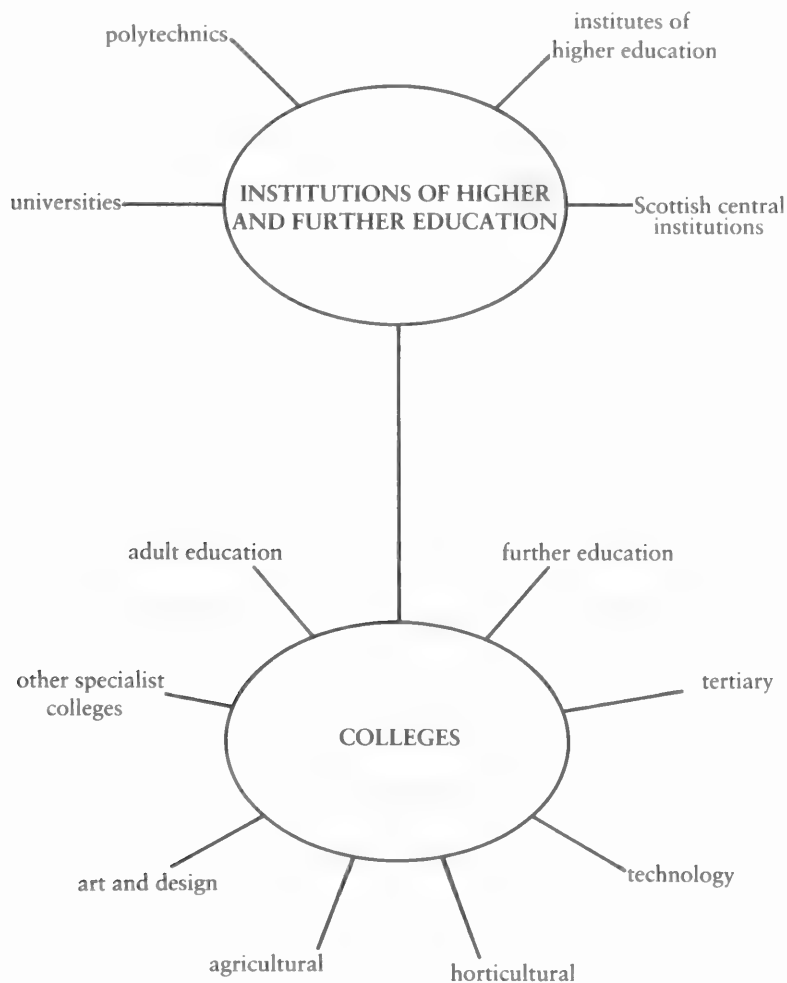 polytechnics
institutes of
higher education
universities
INSTITUTIONS OF HIGHER
AND FURTHER EDUCATION
Scottish central
institutions
adult education
further education
other specialist
colleges
tertiary
COLLEGES
art and design
technology
agricultural
horticultural